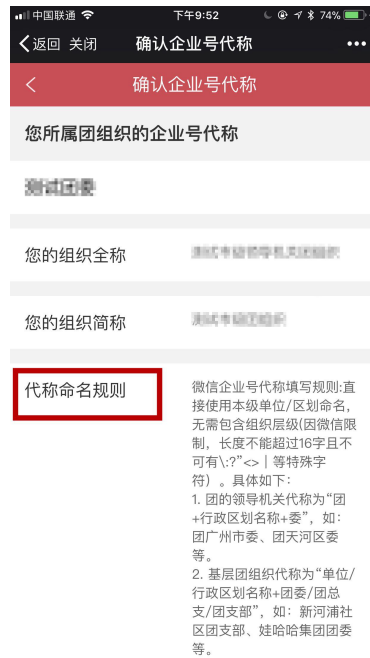 中国联通 下午9:52 74%
返回 关闭 确认企业号代称
确认企业号代称
您所属团组织的企业号代称
您的组织全称
您的组织简称
代称命名规则
微信企业号代称填写规则:直
接使用本级单位/区划命名，
无需包含组织层级(因微信限
制，长度不能超过16字且不
可有\:?”<>｜等特殊字
符）。具体如下：
1. 团的领导机关代称为“团
+行政区划名称+委”，如：
团广州市委、团天河区委
等。
2. 基层团组织代称为“单位/
行政区划名称+团委/团总
支/团支部”，如：新河浦社
区团支部、娃哈哈集团团委
等。